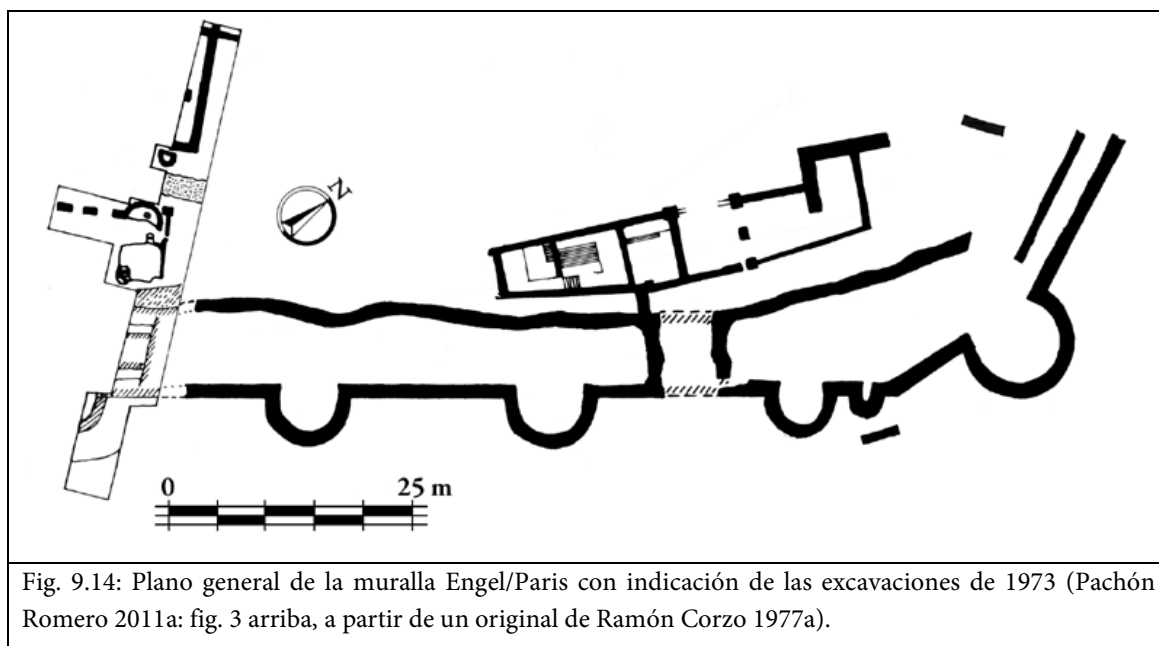 N
0 25 m
Fig. 9.14: Plano general de la muralla Engel/Paris con indicación de las excavaciones de 1973 (Pachón
Romero 2011a: fig. 3 arriba, a partir de un original de Ramón Corzo 1977a).